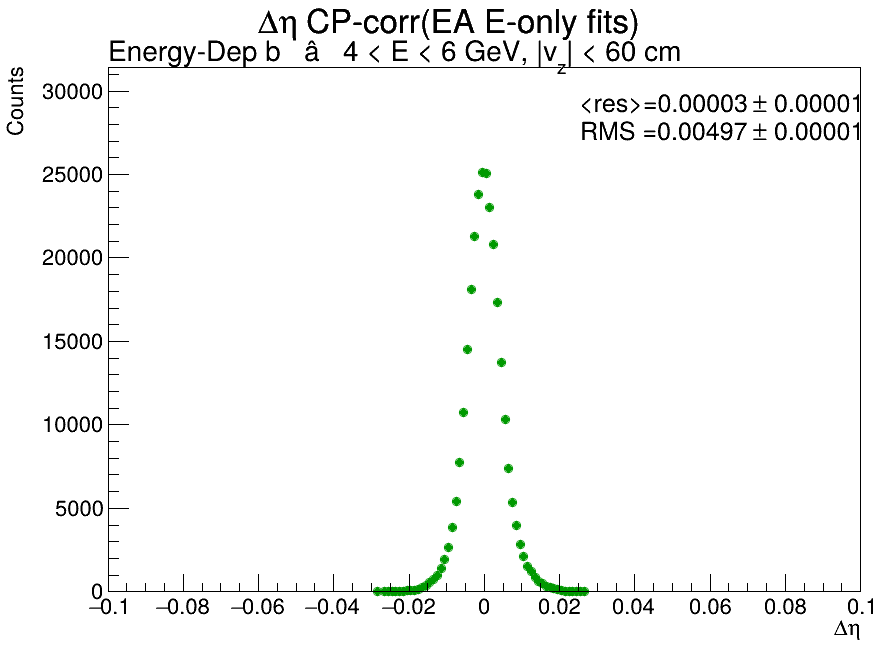 Δη CP-corr(EA E-only fits)
Energy-Dep b â 4 < E < 6 GeV, |v_z| < 60 cm
<res>=0.00003±0.00001
RMS =0.00497±0.00001
Counts
30000
25000
20000
15000
10000
5000
0
−0.1 −0.08 −0.06 −0.04 −0.02 0 0.02 0.04 0.06 0.08 0.1
Δη